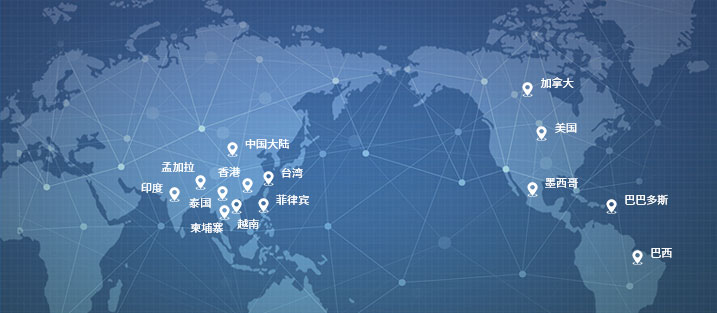 加拿大
美国
中国大陆
孟加拉
香港
台湾
印度
泰国
菲律宾
墨西哥
巴巴多斯
柬埔寨
越南
巴西